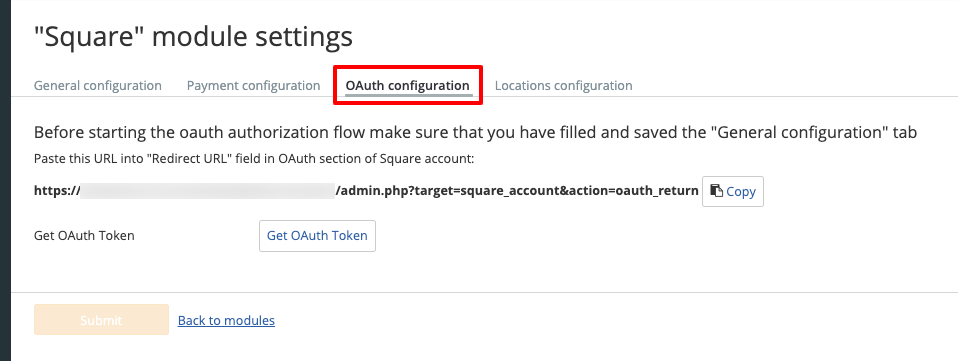 "Square" module settings
General configuration Payment configuration OAuth configuration Locations configuration
Before starting the oauth authorization flow make sure that you have filled and saved the "General configuration" tab
Paste this URL into "Redirect URL" field in OAuth section of Square account:
https:// /admin.php?target=square_account&action=oauth_return Copy
Get OAuth Token Get OAuth Token
Submit Back to modules